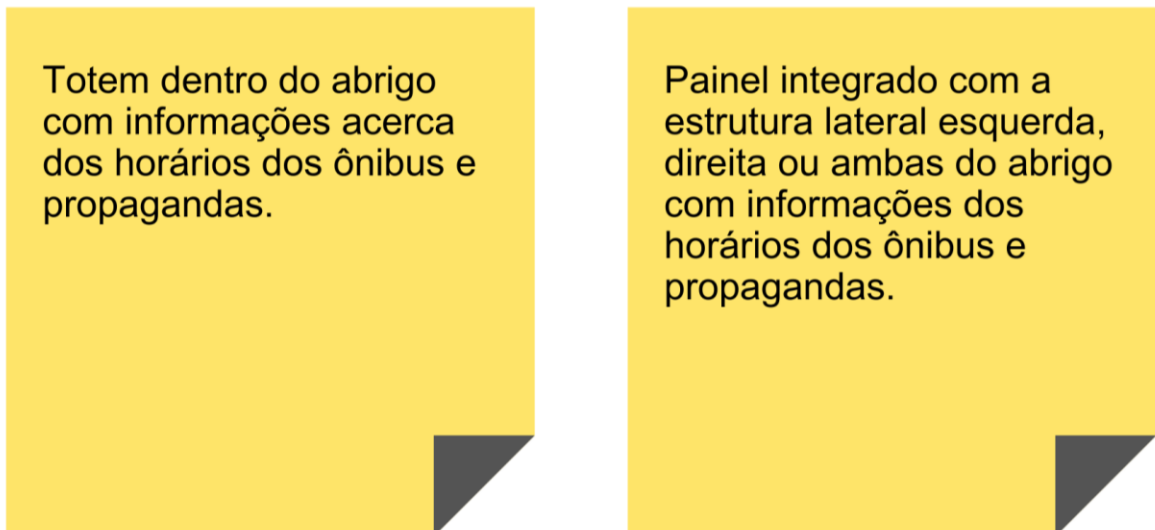 Totem dentro do abrigo
com informações acerca
dos horários dos ônibus e
propagandas.
Painel integrado com a
estrutura lateral esquerda,
direita ou ambas do abrigo
com informações dos
horários dos ônibus e
propagandas.